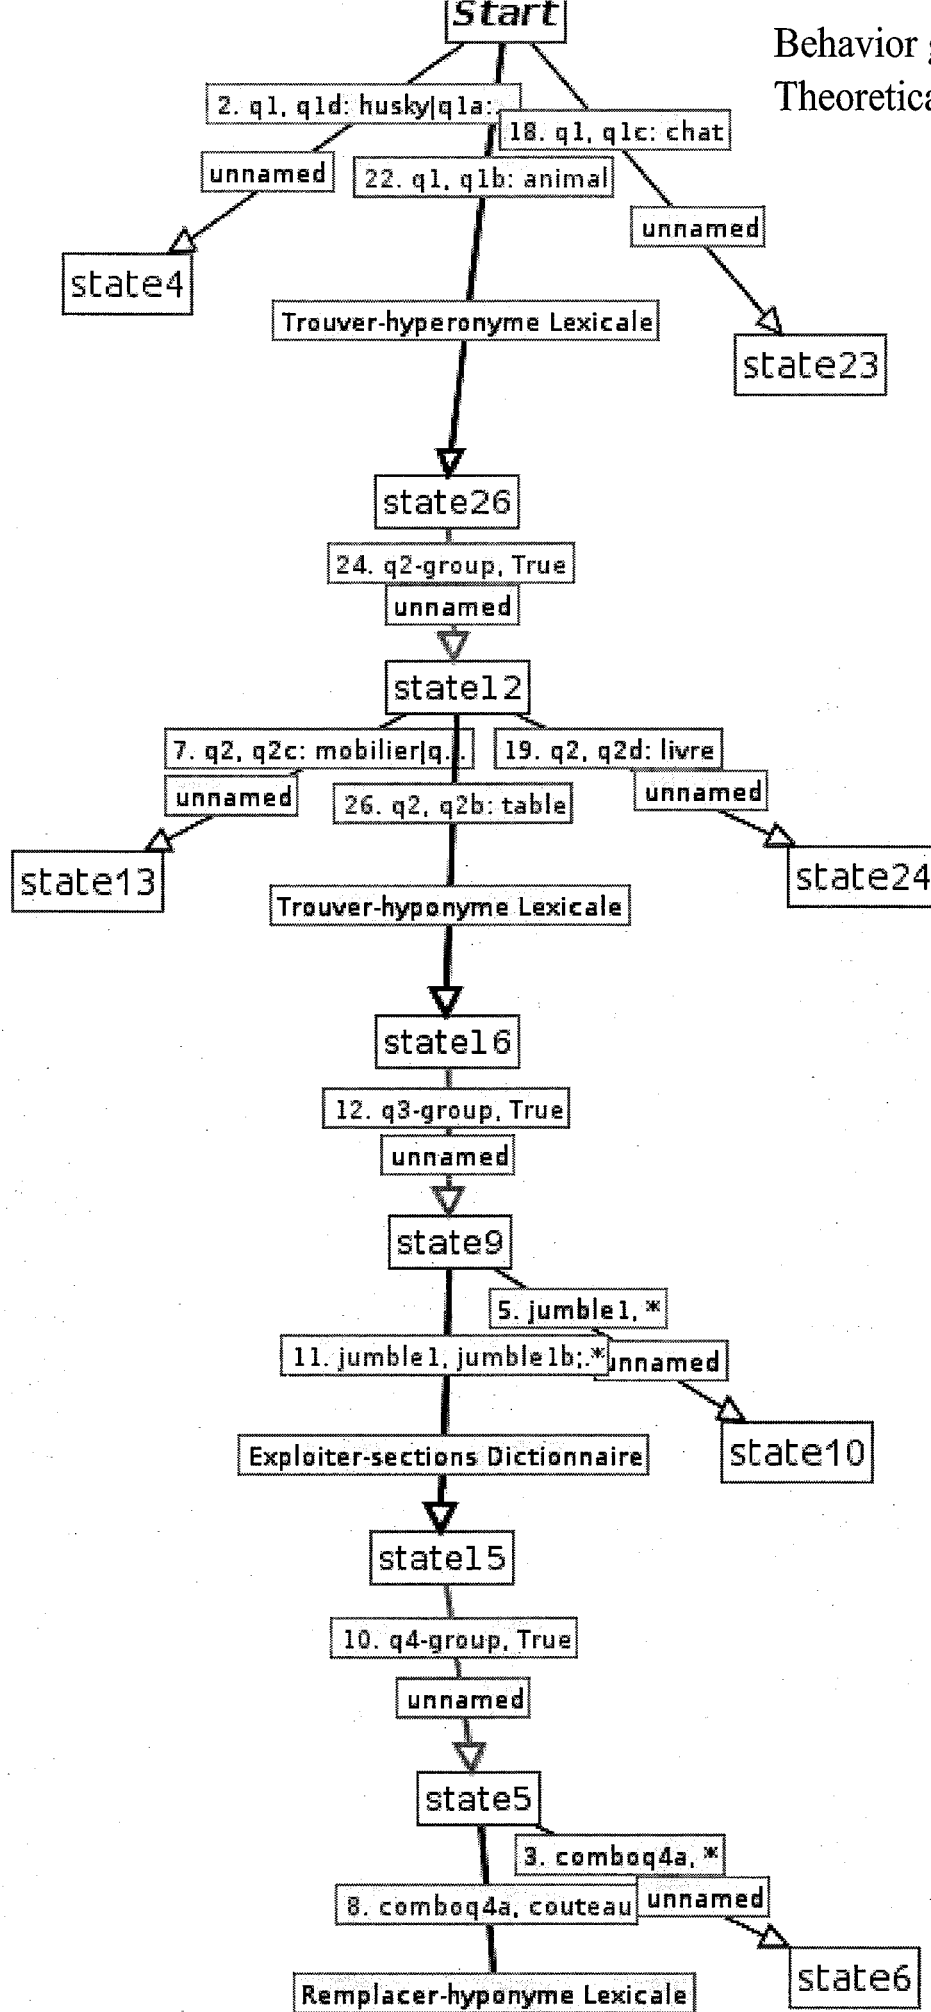 Start
Behavior
Theoretica
2. q1, q1d: husky|q1a:..
18. q1, q1c: chat
unnamed
22. q1, q1b: animal
unnamed
state4
Trouver-hyperonyme Lexicale
state23
state26
24. q2-group, True
unnamed
state12
7. q2, q2c: mobilier|q...
19. q2, q2d: livre
unnamed
26. q2, q2b: table
unnamed
state13
state24
Trouver-hyponyme Lexicale
state16
12. q3-group, True
unnamed
state9
5. jumble1, *
11. jumble1, jumble1b;.*
unnamed
state10
Exploiter-sections Dictionnaire
state15
10. q4-group, True
unnamed
state5
3. comboq4a, *
8. comboq4a, couteau
unnamed
state6
Remplacer-hyponyme Lexicale